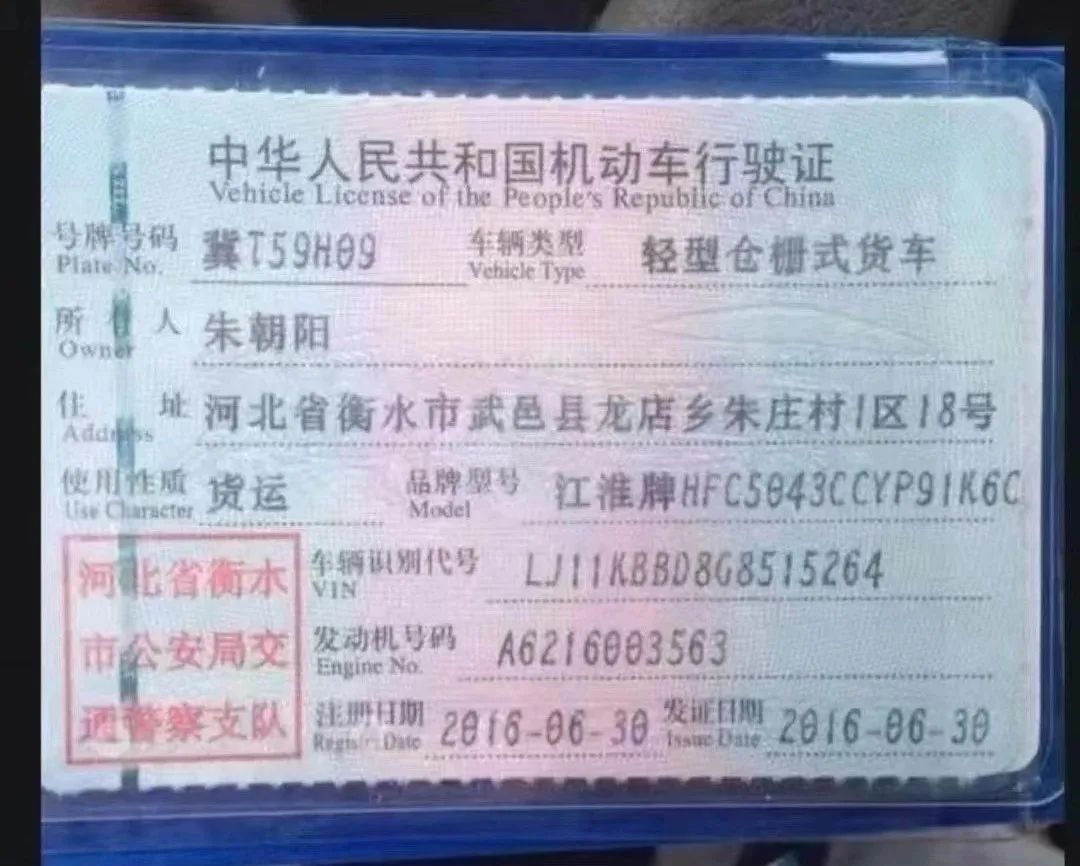 中华人民共和国机动车行驶证
Vehicle License of the People's Republic of China
号牌号码 冀T59H09 车辆类型 轻型仓栅式货车
Plate No. Vehicle Type
所有人 朱朝阳
Owner
住址 河北省衡水市武邑县龙店乡朱庄村1区18号
Address
使用性质 货运 品牌型号 江淮牌HFC5043CCYP91K6C
Use Character Model
河北省衡水
市公安局交
通警察支队
车辆识别代号 LJ11KBBD8G8515264
VIN
发动机号码 A6216003563
Engine No.
注册日期 2016-06-30 发证日期 2016-06-30
Register Date Issue Date